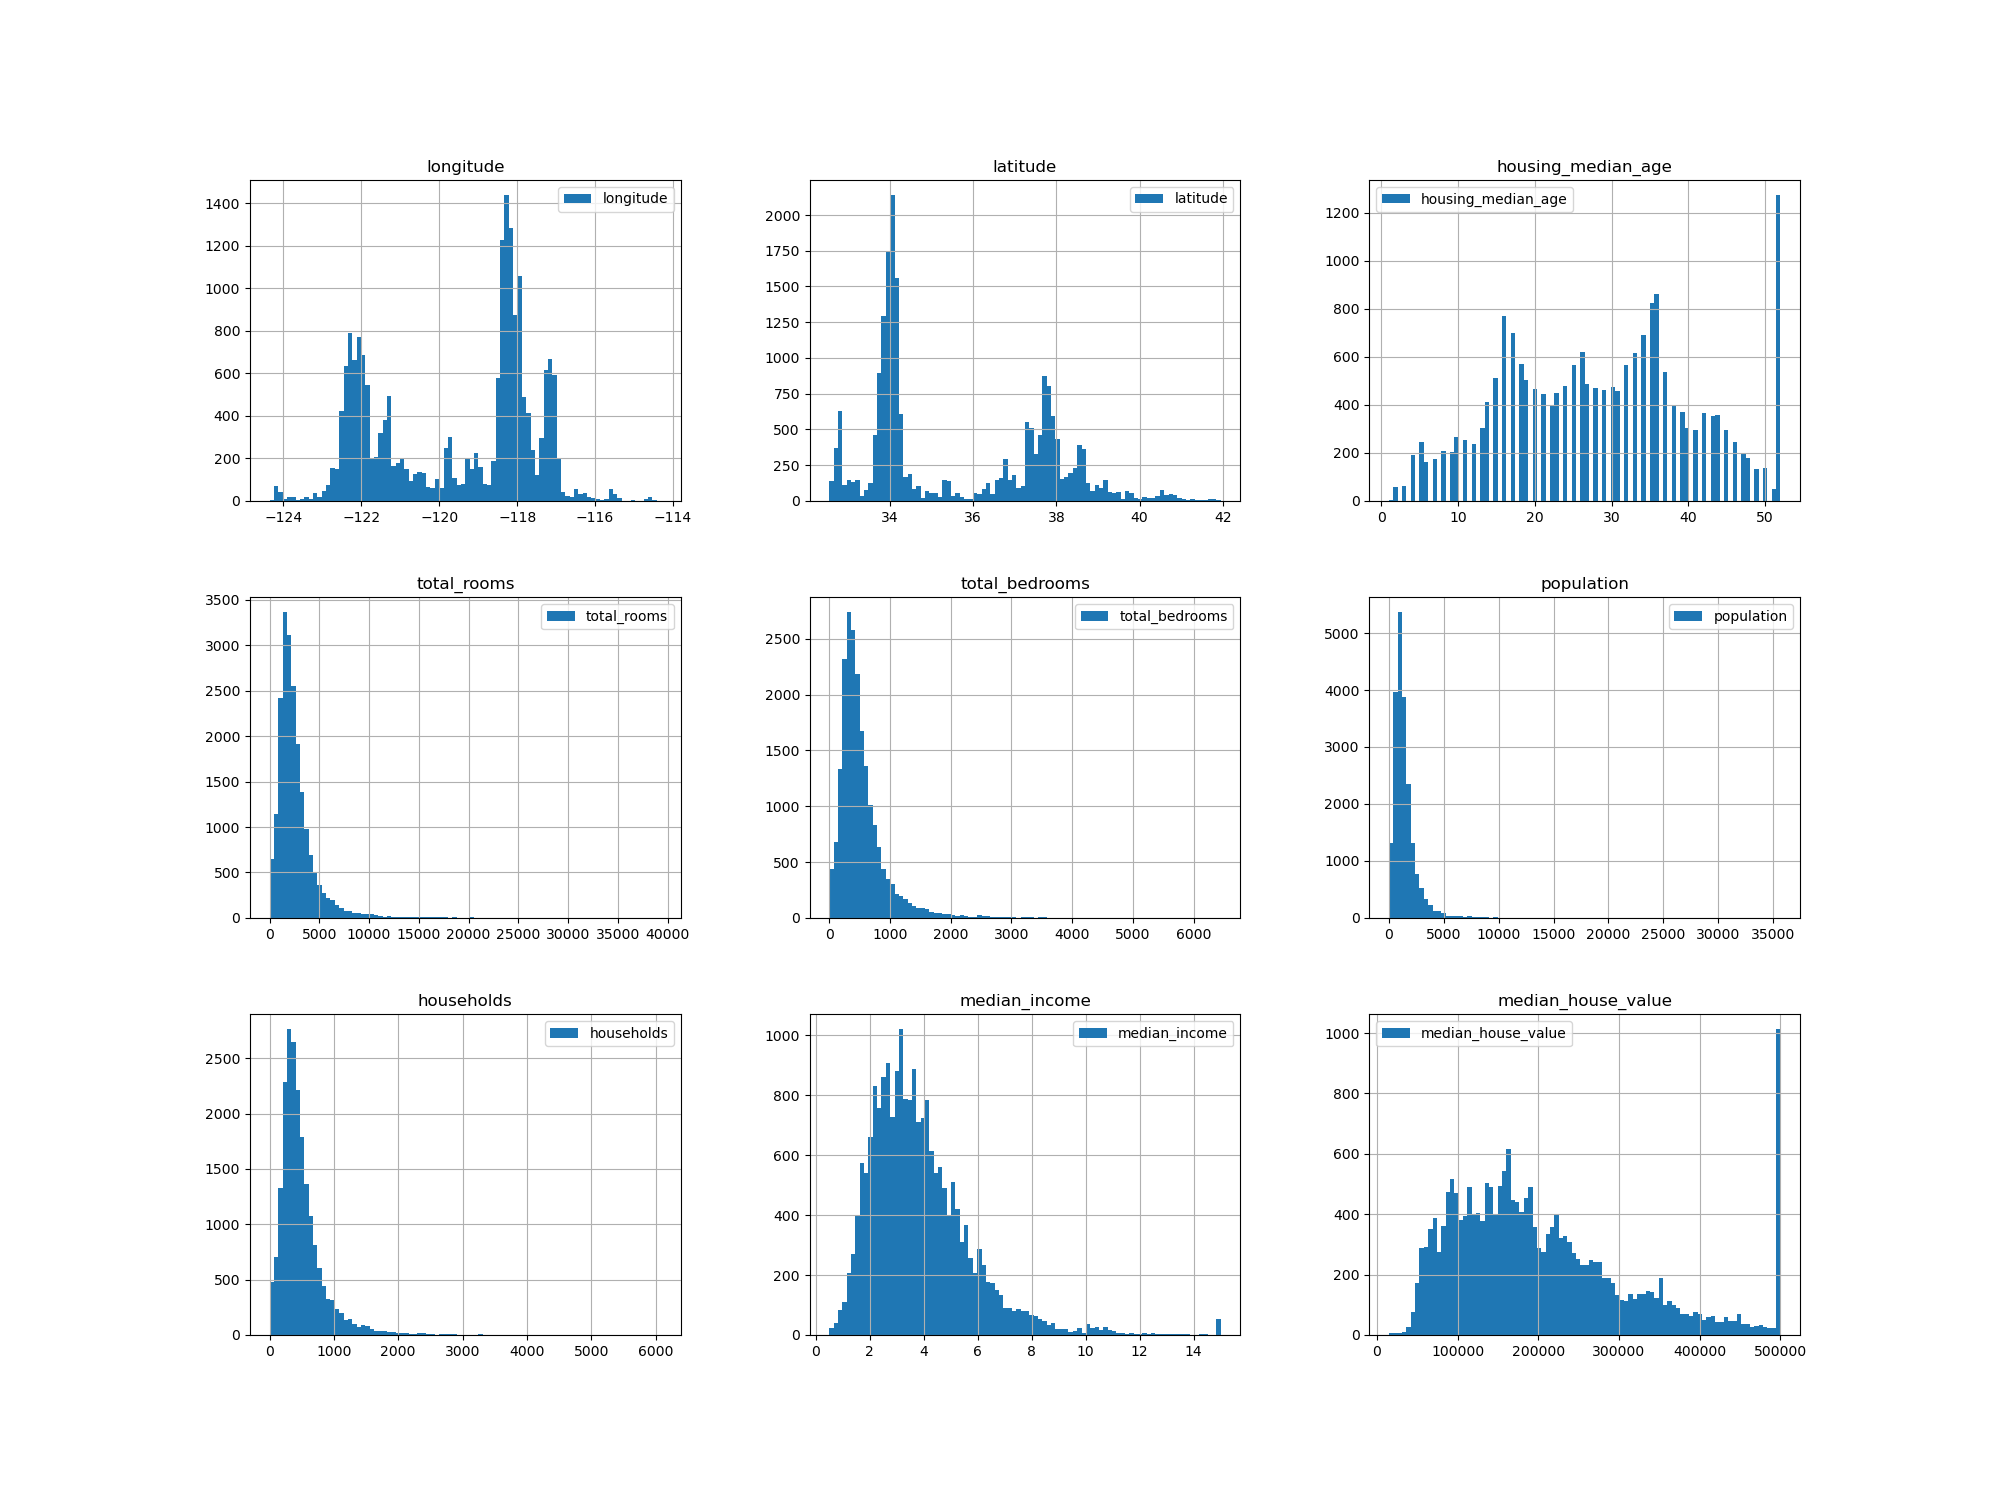 longitude
longitude
1400
1200
1000
800
600
400
200
0
−124 −122 −120 −118 −116 −114
latitude
latitude
2000
1750
1500
1250
1000
750
500
250
0
34 36 38 40 42
housing_median_age
housing_median_age
1200
1000
800
600
400
200
0
0 10 20 30 40 50
total_rooms
3500
total_rooms
3000
2500
2000
1500
1000
500
0
0 5000 10000 15000 20000 25000 30000 35000 40000
total_bedrooms
total_bedrooms
2500
2000
1500
1000
500
0
0 1000 2000 3000 4000 5000 6000
population
population
5000
4000
3000
2000
1000
0
0 5000 10000 15000 20000 25000 30000 35000
households
households
2500
2000
1500
1000
500
0
0 1000 2000 3000 4000 5000 6000
median_income
median_income
1000
800
600
400
200
0
0 2 4 6 8 10 12 14
median_house_value
median_house_value
1000
800
600
400
200
0
0 100000 200000 300000 400000 500000